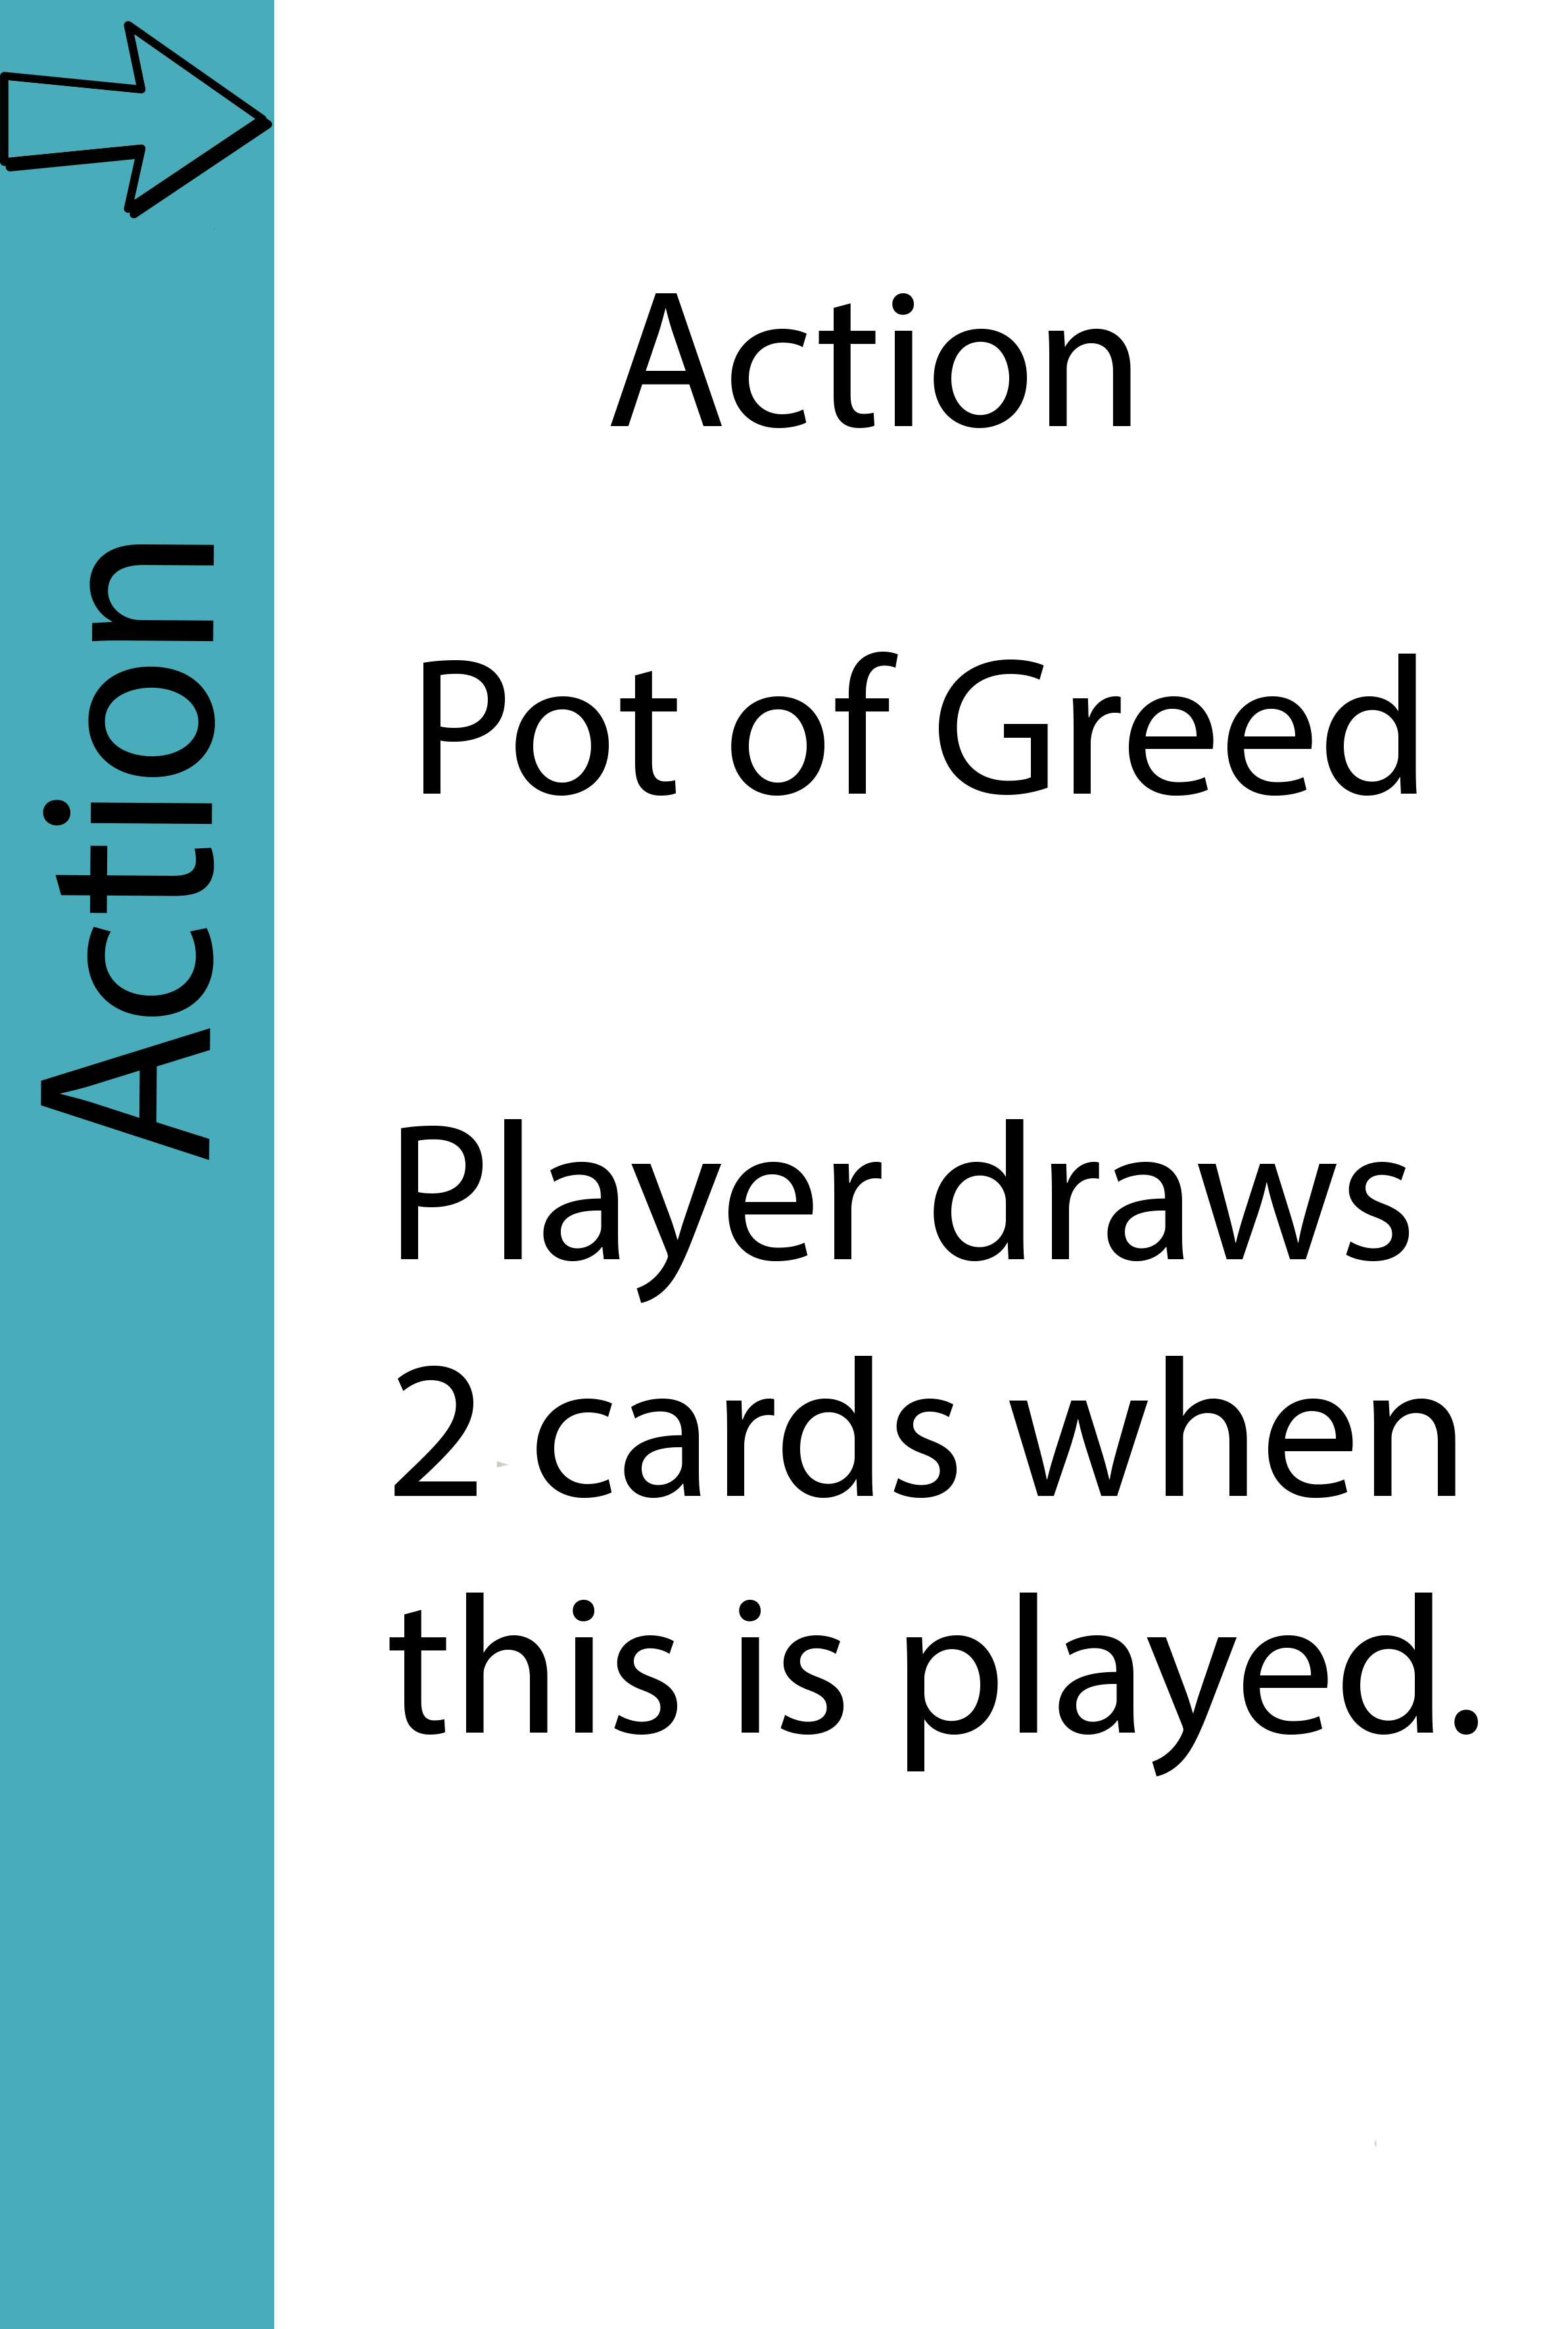 Action
Action
Pot of Greed
Player draws
2 cards when
this is played.